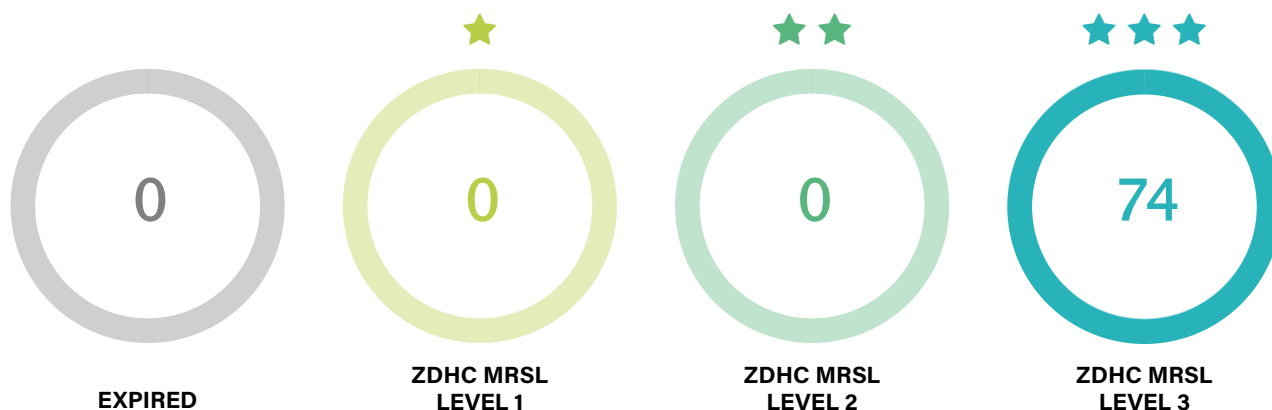 0
0
0
74
EXPIRED
ZDHC MRSL
LEVEL 1
ZDHC MRSL
LEVEL 2
ZDHC MRSL
LEVEL 3